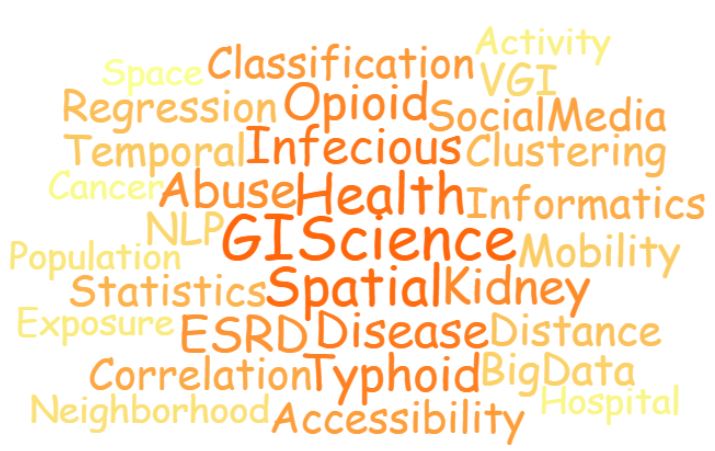 Activity
Space Classification VGI
Regression Opioid SocialMedia
Temporal Infecious Clustering
Cancer Abuse Health Informatics
NLP GIScience Mobility
Population
Statistics Spatial Kidney
Exposure ESRD Disease Distance
Correlation Typhoid BigData
Neighborhood Accessibility Hospital